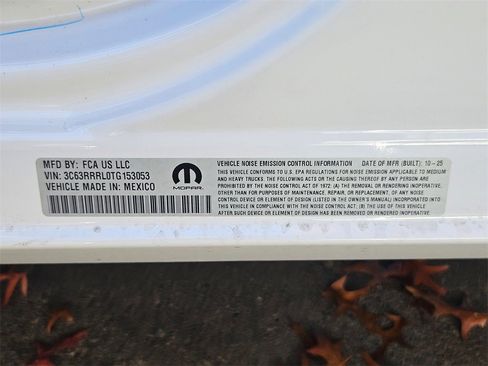 MFD BY: FCA US LLC
VIN: 3C63RRRL0TG153053
VEHICLE MADE IN: MEXICO
MOPAR.
VEHICLE NOISE EMISSION CONTROL INFORMATION DATE OF MFR (BUILT): 10-25
THIS VEHICLE CONFORMS TO U.S. EPA REGULATIONS FOR NOISE EMISSION APPLICABLE TO MEDIUM
AND HEAVY TRUCKS. THE FOLLOWING ACTS OR THE CAUSING THEREOF BY ANY PERSON ARE
PROHIBITED BY THE NOISE CONTROL ACT OF 1972: (A) THE REMOVAL OR RENDERING INOPERATIVE,
OTHER THAN FOR PURPOSES OF MAINTENANCE, REPAIR, OR REPLACEMENT, OF ANY NOISE
CONTROL DEVICE OR ELEMENT OF DESIGN (LISTED IN THE OWNER'S MANUAL) INCORPORATED INTO
THIS VEHICLE IN COMPLIANCE WITH THE NOISE CONTROL ACT; (B) THE USE OF THIS VEHICLE
AFTER SUCH DEVICE OR ELEMENT OF DESIGN HAS BEEN REMOVED OR RENDERED INOPERATIVE.